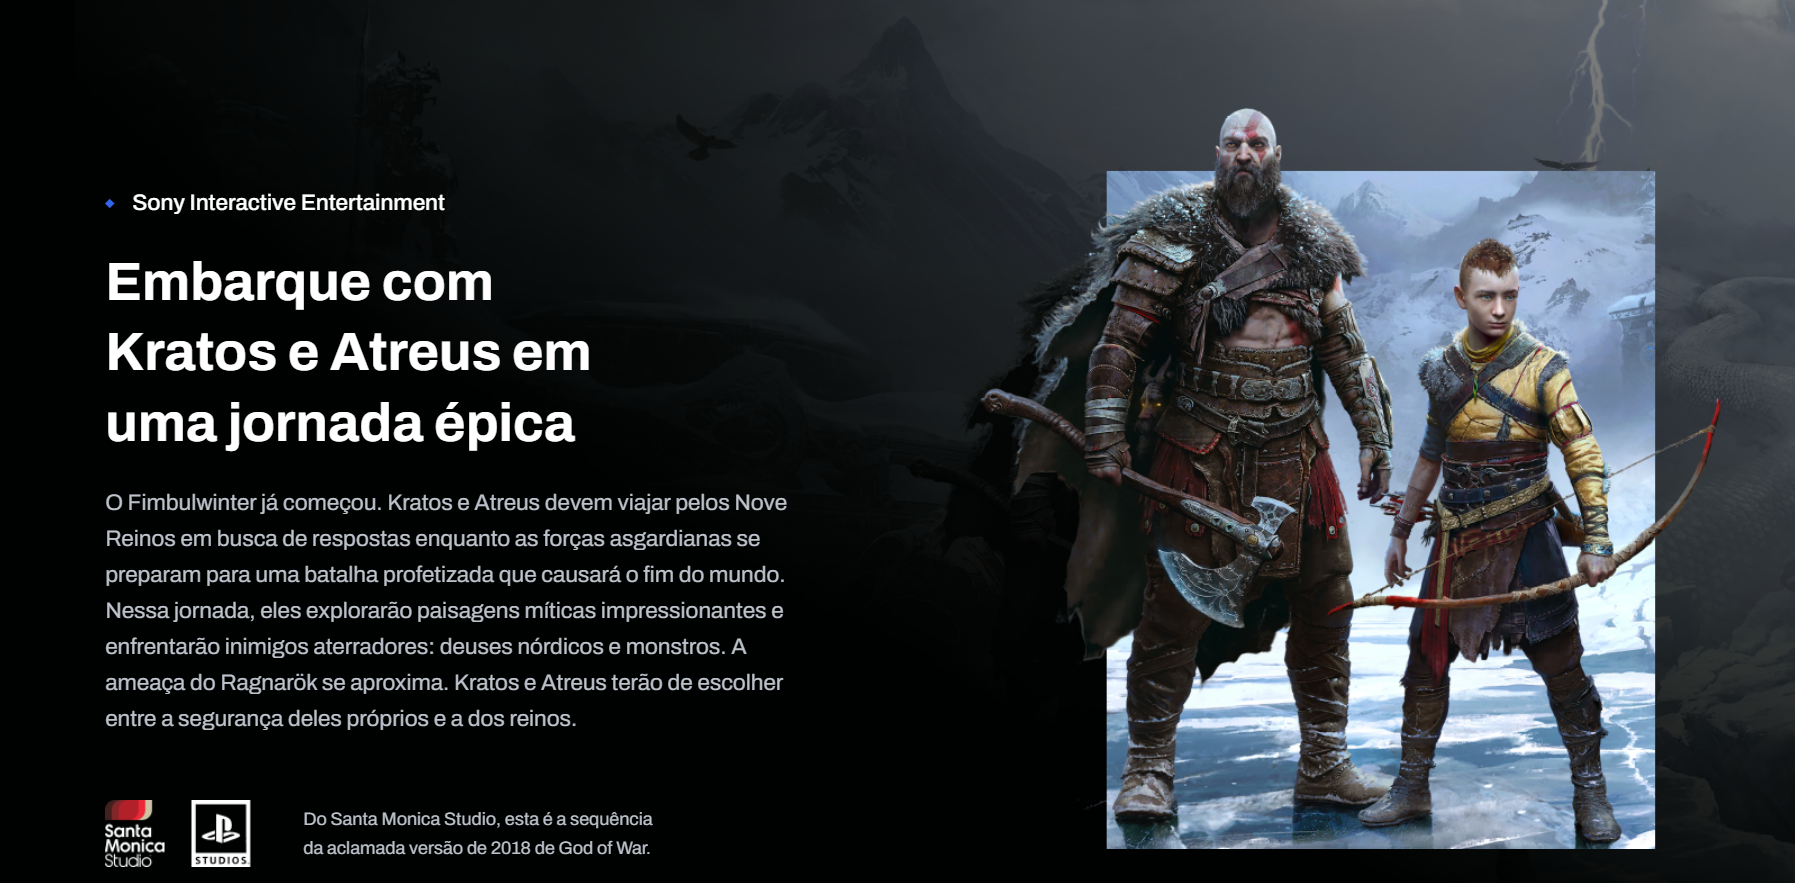 Sony Interactive Entertainment
Embarque com
Kratos e Atreus em
uma jornada épica
O Fimbulwinter já começou. Kratos e Atreus devem viajar pelos Nove
Reinos em busca de respostas enquanto as forças asgardianas se
preparam para uma batalha profetizada que causará o fim do mundo.
Nessa jornada, eles explorarão paisagens míticas impressionantes e
enfrentarão inimigos aterradores: deuses nórdicos e monstros. A
ameaça do Ragnarök se aproxima. Kratos e Atreus terão de escolher
entre a segurança deles próprios e a dos reinos.
Santa
Monica
Studio
STUDIOS
Do Santa Monica Studio, esta é a sequência
da aclamada versão de 2018 de God of War.